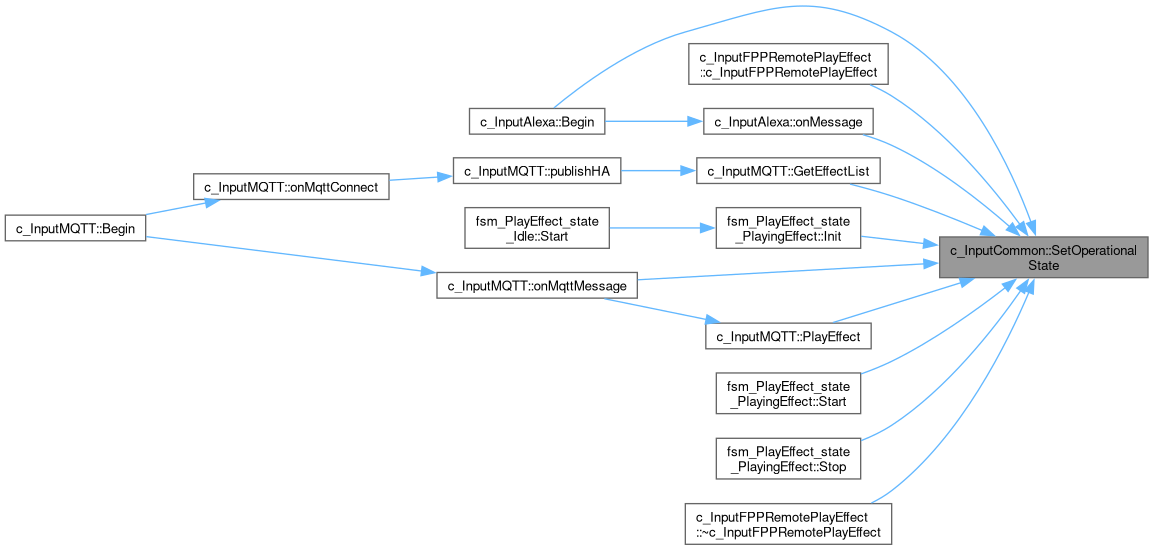 c_InputFPPRemotePlayEffect
::c_InputFPPRemotePlayEffect
c_InputAlexa::Begin
c_InputAlexa::onMessage
c_InputMQTT::publishHA
c_InputMQTT::GetEffectList
c_InputMQTT::onMqttConnect
c_InputMQTT::Begin
fsm_PlayEffect_state
_Idle::Start
fsm_PlayEffect_state
_PlayingEffect::Init
c_InputCommon::SetOperational
State
c_InputMQTT::onMqttMessage
c_InputMQTT::PlayEffect
fsm_PlayEffect_state
_PlayingEffect::Start
fsm_PlayEffect_state
_PlayingEffect::Stop
c_InputFPPRemotePlayEffect
::~c_InputFPPRemotePlayEffect